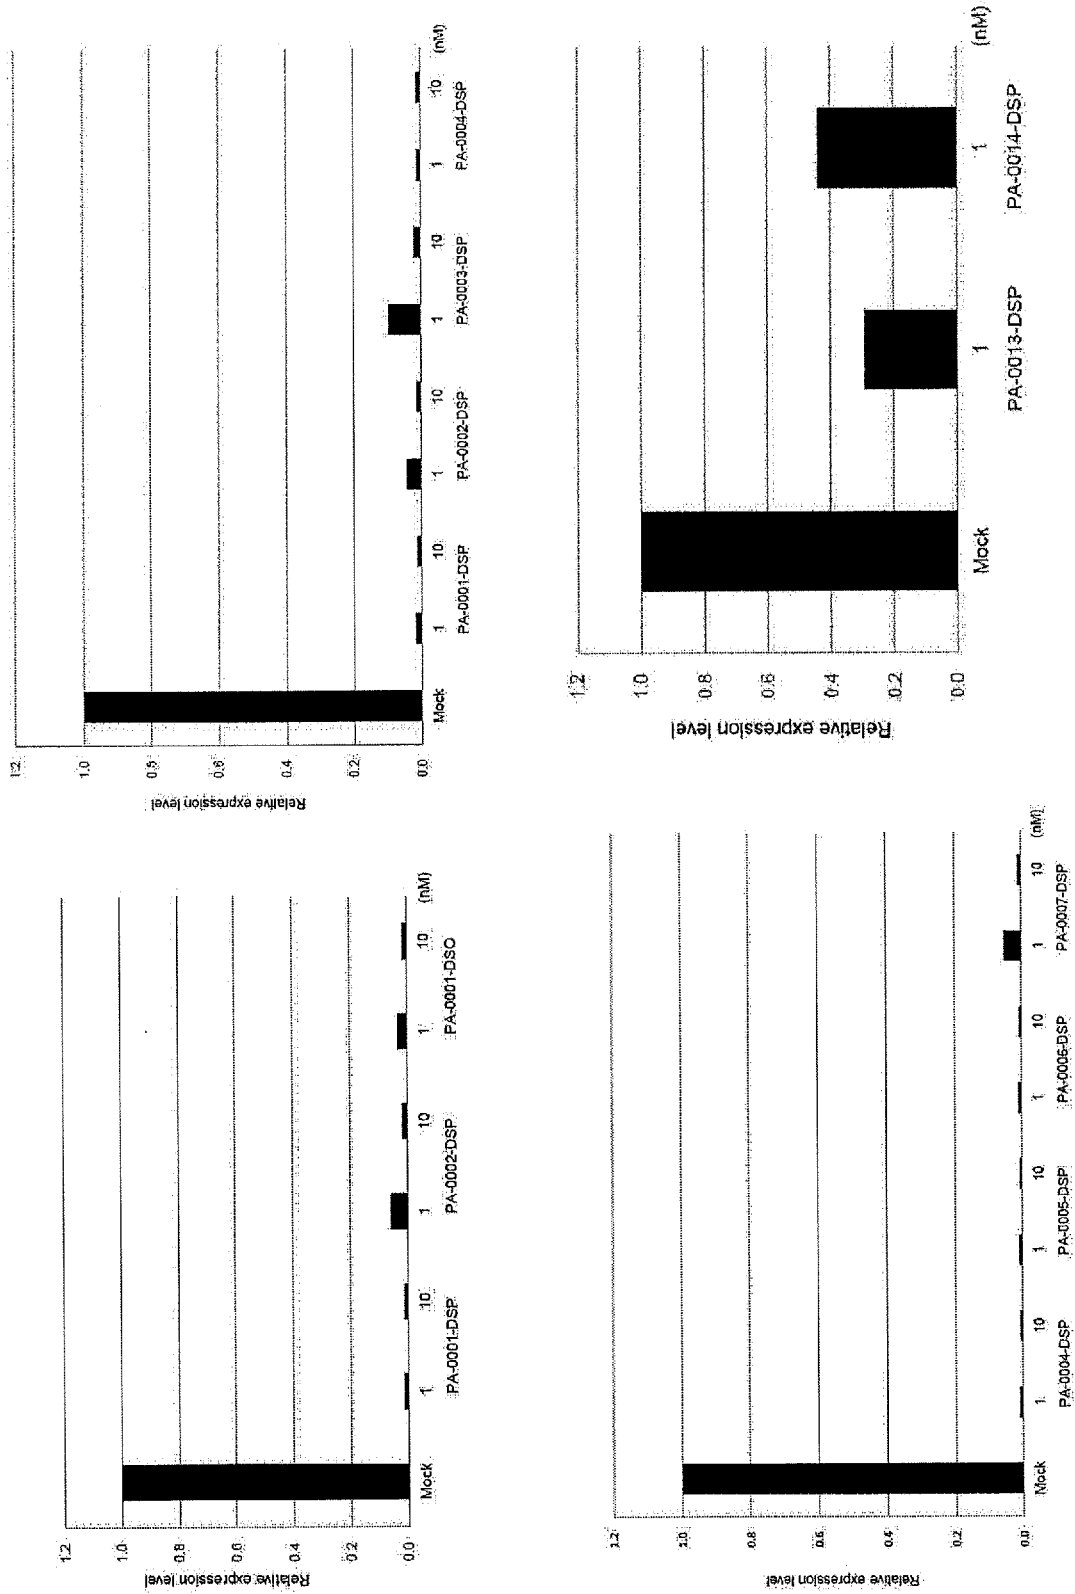 Relative expression level
1.2
1.0
0.8
0.6
0.4
0.2
0.0
Mock 1 10 1 10 1 10 (nM)
PA-0001-DSP PA-0002-DSP PA-0001-DSO
Relative expression level
1.2
1.0
0.8
0.6
0.4
0.2
0.0
Mock 1 10 1 10 1 10 1 10 (nM)
PA-0001-DSP PA-0002-DSP PA-0003-DSP PA-0004-DSP
Relative expression level
1.2
1.0
0.8
0.6
0.4
0.2
0.0
Mock 1 10 1 10 1 10 1 10 (nM)
PA-0004-DSP PA-0005-DSP PA-0006-DSP PA-0007-DSP
Relative expression level
1.2
1.0
0.8
0.6
0.4
0.2
0.0
Mock 1 1 (nM)
PA-0013-DSP PA-0014-DSP